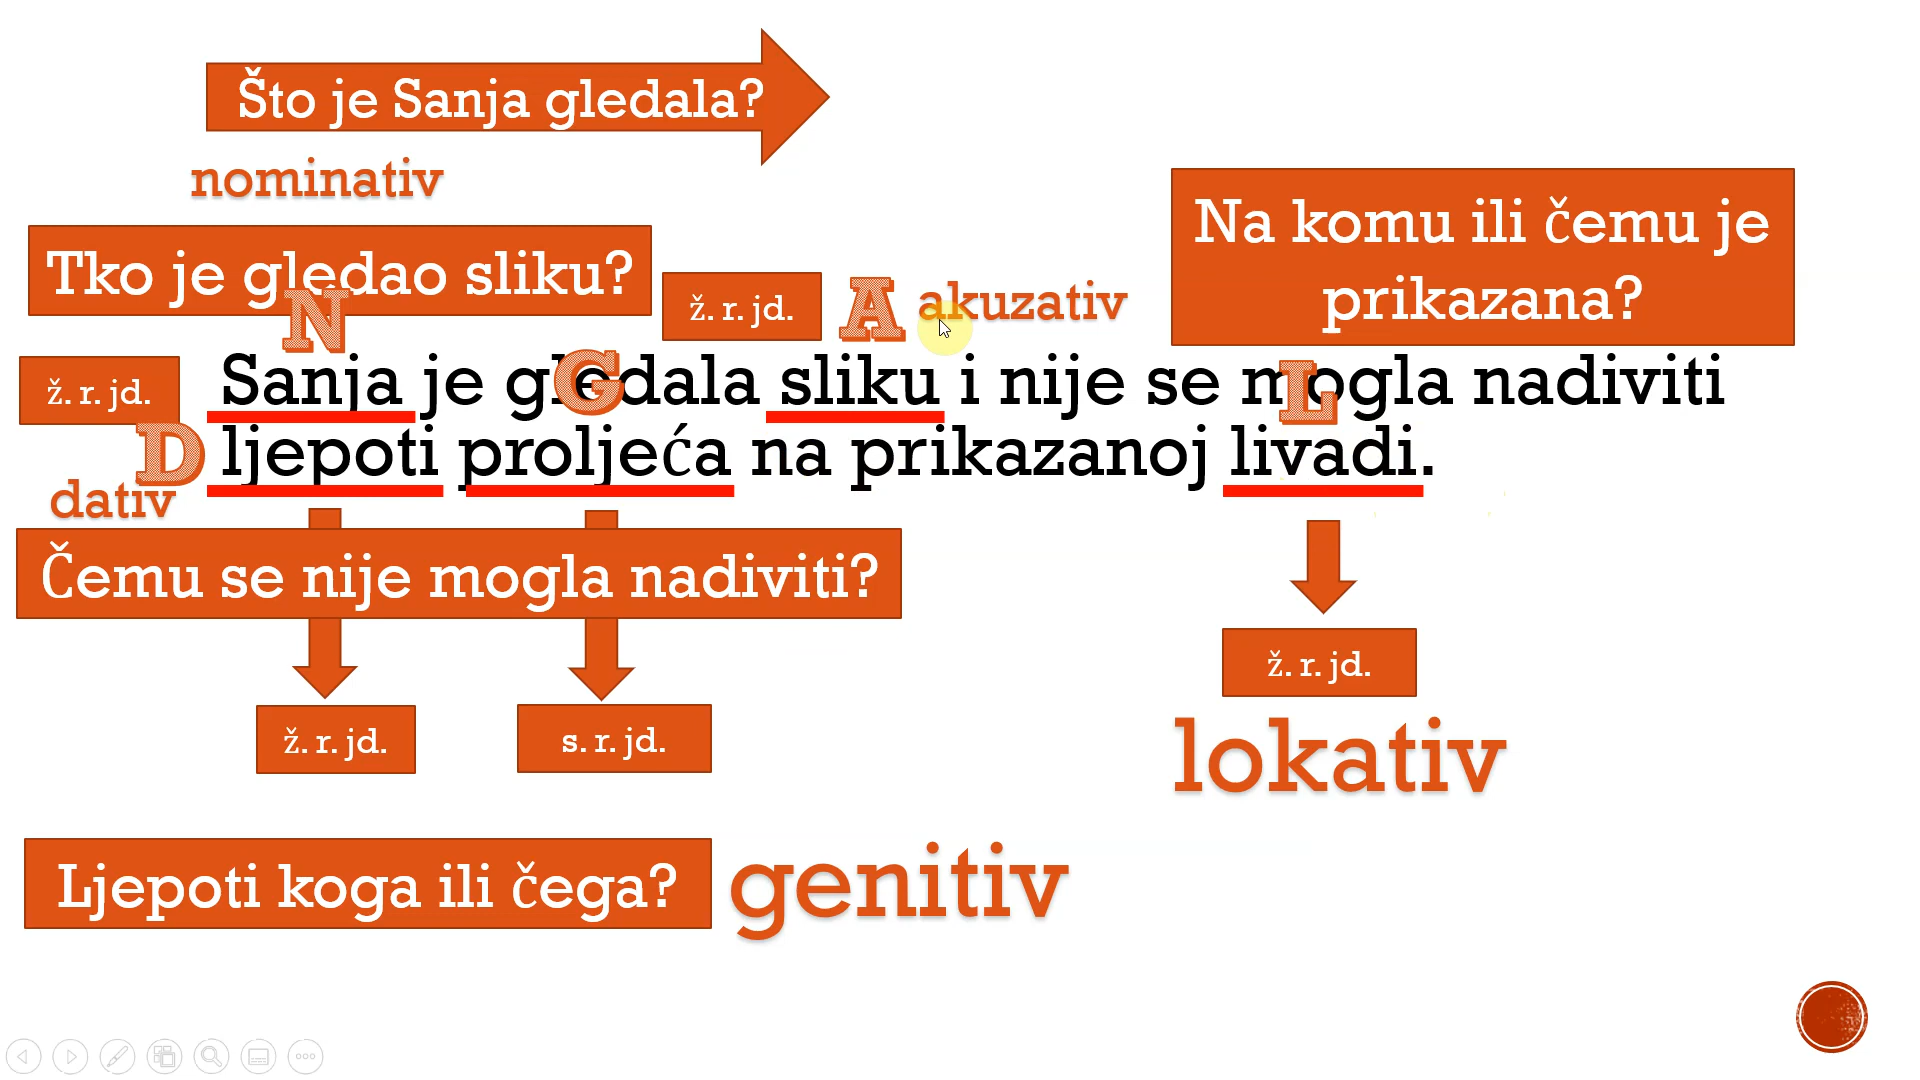 Što je Sanja gledala?
nominativ
Tko je gledao sliku?
N
ž. r. jd.
A
akuzativ
Na komu ili čemu je
prikazana?
ž. r. jd.
Sanja je gledala sliku i nije se mogla nadiviti
G
L
D
ljepoti proljeća na prikazanoj livadi.
dativ
Čemu se nije mogla nadiviti?
ž. r. jd.
s. r. jd.
ž. r. jd.
lokativ
Ljepoti koga ili čega?
genitiv